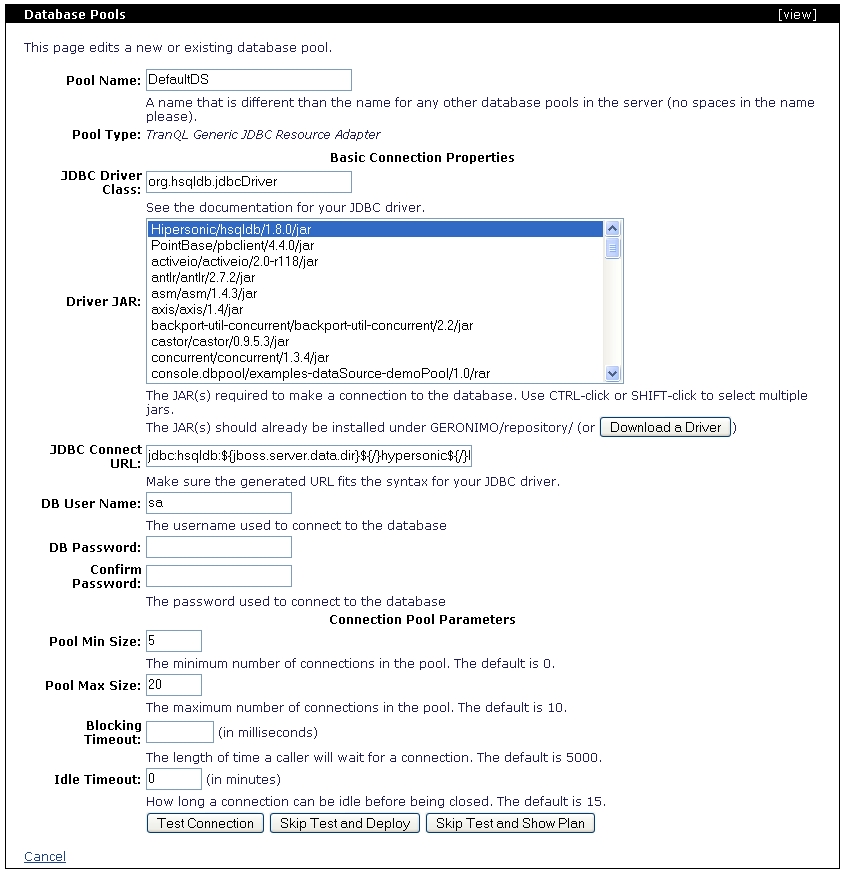 Database Pools [view]
This page edits a new or existing database pool.
Pool Name: DefaultDS
A name that is different than the name for any other database pools in the server (no spaces in the name
please).
Pool Type: TranQL Generic JDBC Resource Adapter
Basic Connection Properties
JDBC Driver
Class: org.hsqldb.jdbcDriver
See the documentation for your JDBC driver.
Driver JAR:
Hipersonic/hsqldb/1.8.0/jar
PointBase/pbclient/4.4.0/jar
activeio/activeio/2.0-r118/jar
antlr/antlr/2.7.2/jar
asm/asm/1.4.3/jar
axis/axis/1.4/jar
backport-util-concurrent/backport-util-concurrent/2.2/jar
castor/castor/0.9.5.3/jar
concurrent/concurrent/1.3.4/jar
console.dbpool/examples-dataSource-demoPool/1.0/rar
The JAR(s) required to make a connection to the database. Use CTRL-click or SHIFT-click to select multiple
jars.
The JAR(s) should already be installed under GERONIMO/repository/ (or Download a Driver )
JDBC Connect
URL: jdbc:hsqldb:${jboss.server.data.dir}${/}hypersonic${/}l
Make sure the generated URL fits the syntax for your JDBC driver.
DB User Name: sa
The username used to connect to the database
DB Password:
Confirm
Password:
The password used to connect to the database
Connection Pool Parameters
Pool Min Size: 5
The minimum number of connections in the pool. The default is 0.
Pool Max Size: 20
The maximum number of connections in the pool. The default is 10.
Blocking
Timeout: (in milliseconds)
The length of time a caller will wait for a connection. The default is 5000.
Idle Timeout: 0 (in minutes)
How long a connection can be idle before being closed. The default is 15.
Test Connection Skip Test and Deploy Skip Test and Show Plan
Cancel